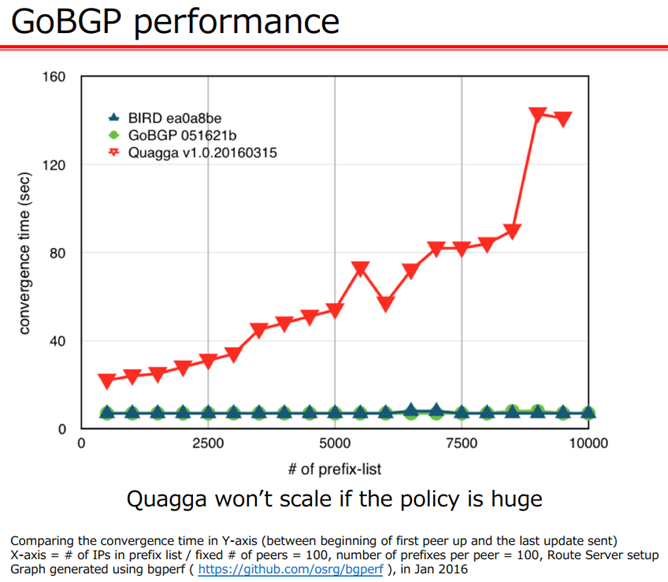 GoBGP performance
160
120
80
40
0
convergence time (sec)
BIRD ea0a8be
GoBGP 051621b
Quagga v1.0.20160315
0 2500 5000 7500 10000
# of prefix-list
Quagga won’t scale if the policy is huge
Comparing the convergence time in Y-axis (between beginning of first peer up and the last update sent)
X-axis = # of IPs in prefix list / fixed # of peers = 100, number of prefixes per peer = 100, Route Server setup
Graph generated using bgperf ( https://github.com/osrg/bgperf ), in Jan 2016